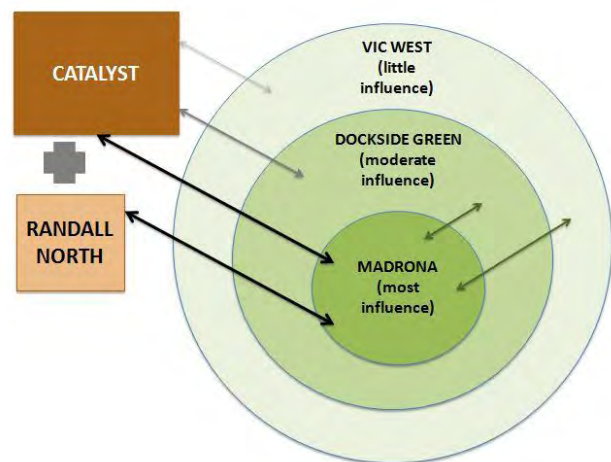 CATALYST
RANDALL
NORTH
VIC WEST
(little
influence)
DOCKSIDE GREEN
(moderate
influence)
MADRONA
(most
influence)